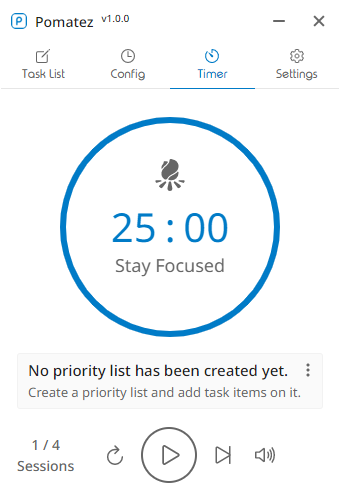 Pomatez v1.0.0
Task List Config Timer Settings
25 : 00
Stay Focused
No priority list has been created yet.
Create a priority list and add task items on it.
1 / 4
Sessions